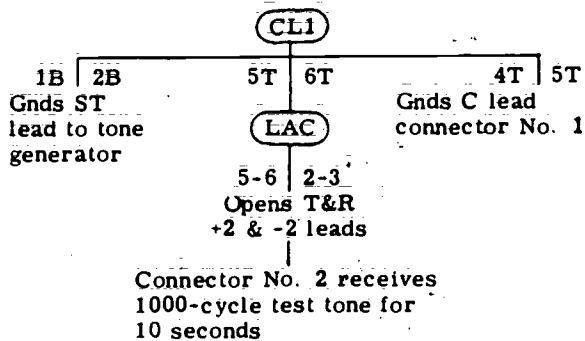 CL1
1B 2B
5T 6T
4T 5T
Gnds ST
lead to tone
generator
LAC
Gnds C lead
connector No. 1
5-6 2-3
Opens T&R
+2 & -2 leads
Connector No. 2 receives
1000-cycle test tone for
10 seconds